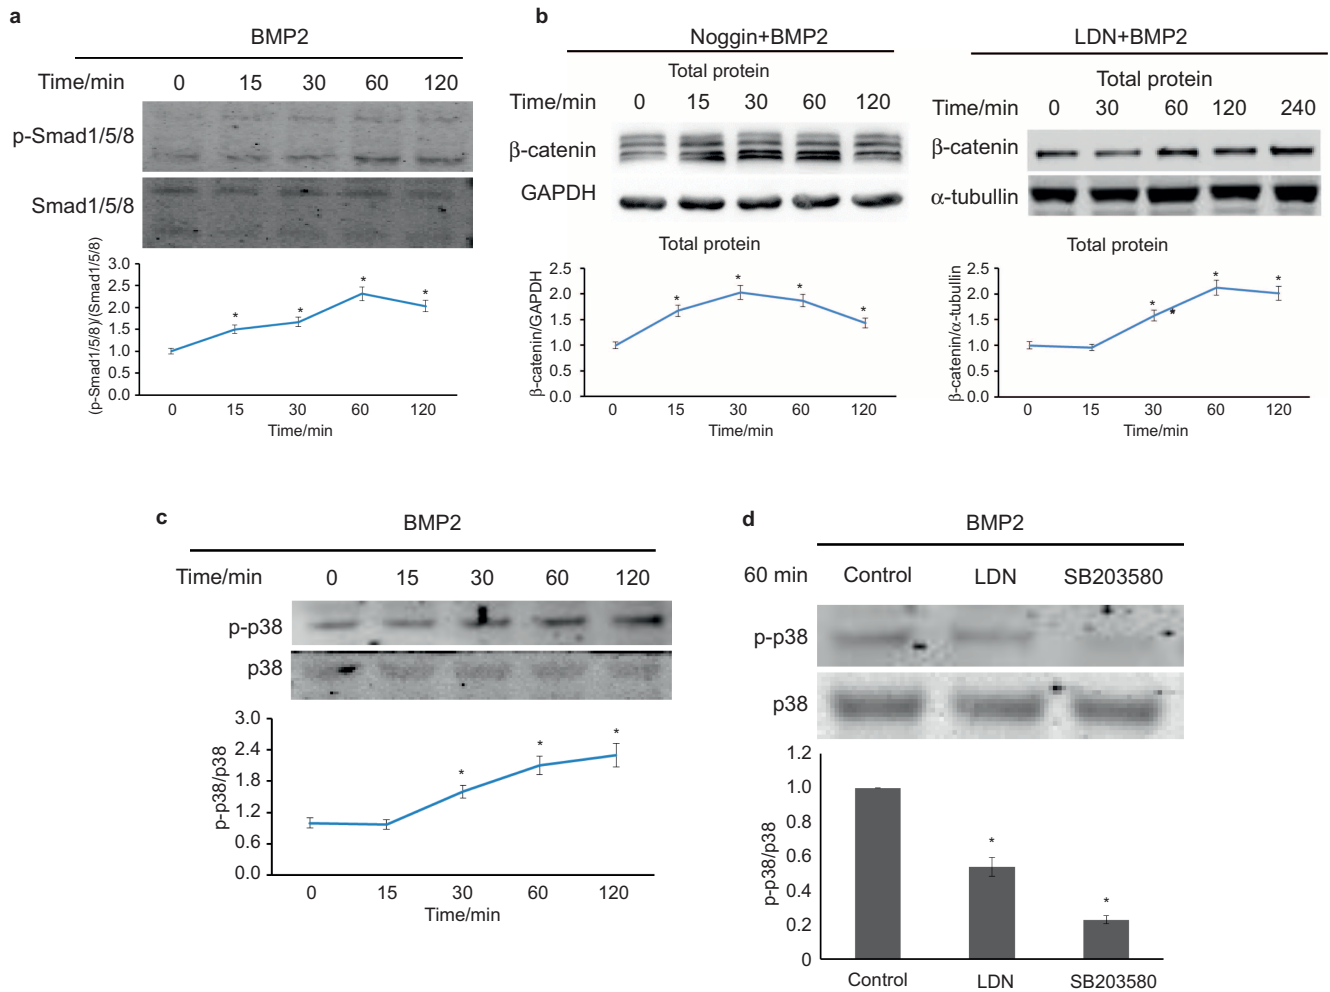 a
BMP2
Time/min 0 15 30 60 120
p-Smad1/5/8
Smad1/5/8
(p-Smad1/5/8)/(Smad1/5/8)
3.0
2.5
2.0
1.5
1.0
0.5
0.0
* * * *
0 15 30 60 120
Time/min
b
Noggin+BMP2
Total protein
Time/min 0 15 30 60 120
β-catenin
GAPDH
Total protein
β-catenin/GAPDH
2.5
2.0
1.5
1.0
0.5
0.0
* * * *
0 15 30 60 120
Time/min
LDN+BMP2
Total protein
Time/min 0 30 60 120 240
β-catenin
α-tubullin
Total protein
β-catenin/α-tubullin
2.5
2.0
1.5
1.0
0.5
0.0
* * * *
0 15 30 60 120
Time/min
c
BMP2
Time/min 0 15 30 60 120
p-p38
p38
p-p38/p38
3.0
2.4
1.8
1.2
0.6
0.0
* * *
0 15 30 60 120
Time/min
d
BMP2
60 min Control LDN SB203580
p-p38
p38
p-p38/p38
1.2
1.0
0.8
0.6
0.4
0.2
0
* *
Control LDN SB203580